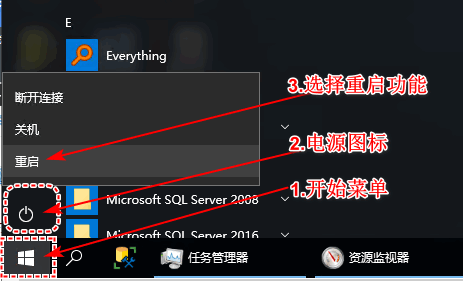 E
Everything
断开连接
关机
重启
3.选择重启功能
2.电源图标
1.开始菜单
Microsoft SQL Server 2008
Microsoft SQL Server 2016
任务管理器
资源监视器